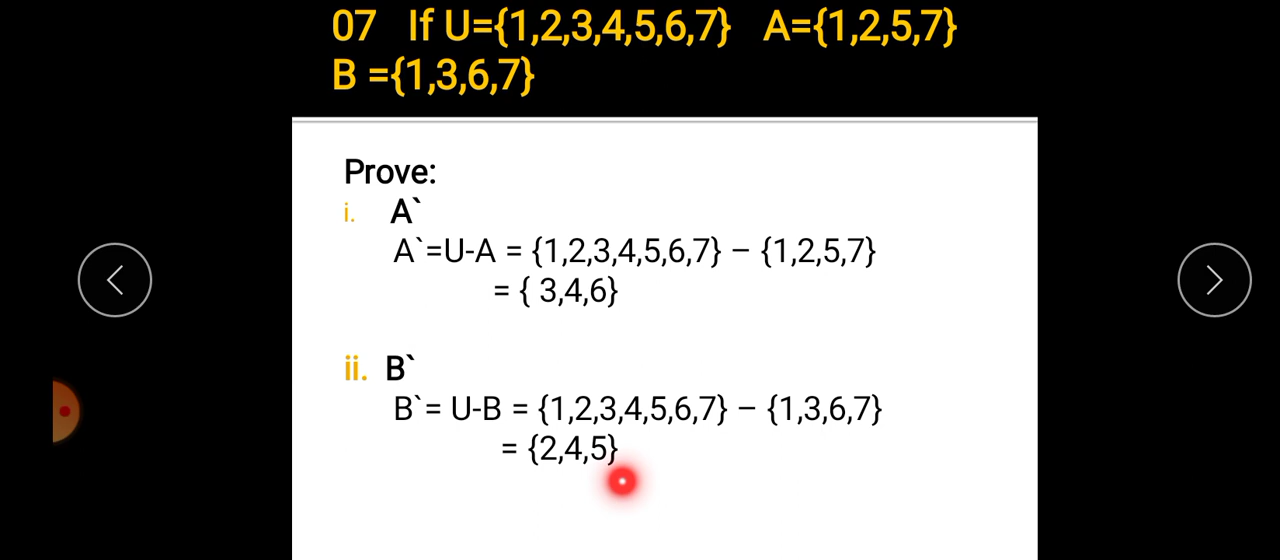 07 If U={1,2,3,4,5,6,7} A={1,2,5,7}
B ={1,3,6,7}
Prove:
i. A`
A`=U-A = {1,2,3,4,5,6,7} – {1,2,5,7}
= { 3,4,6}
ii. B`
B`= U-B = {1,2,3,4,5,6,7} – {1,3,6,7}
= {2,4,5}